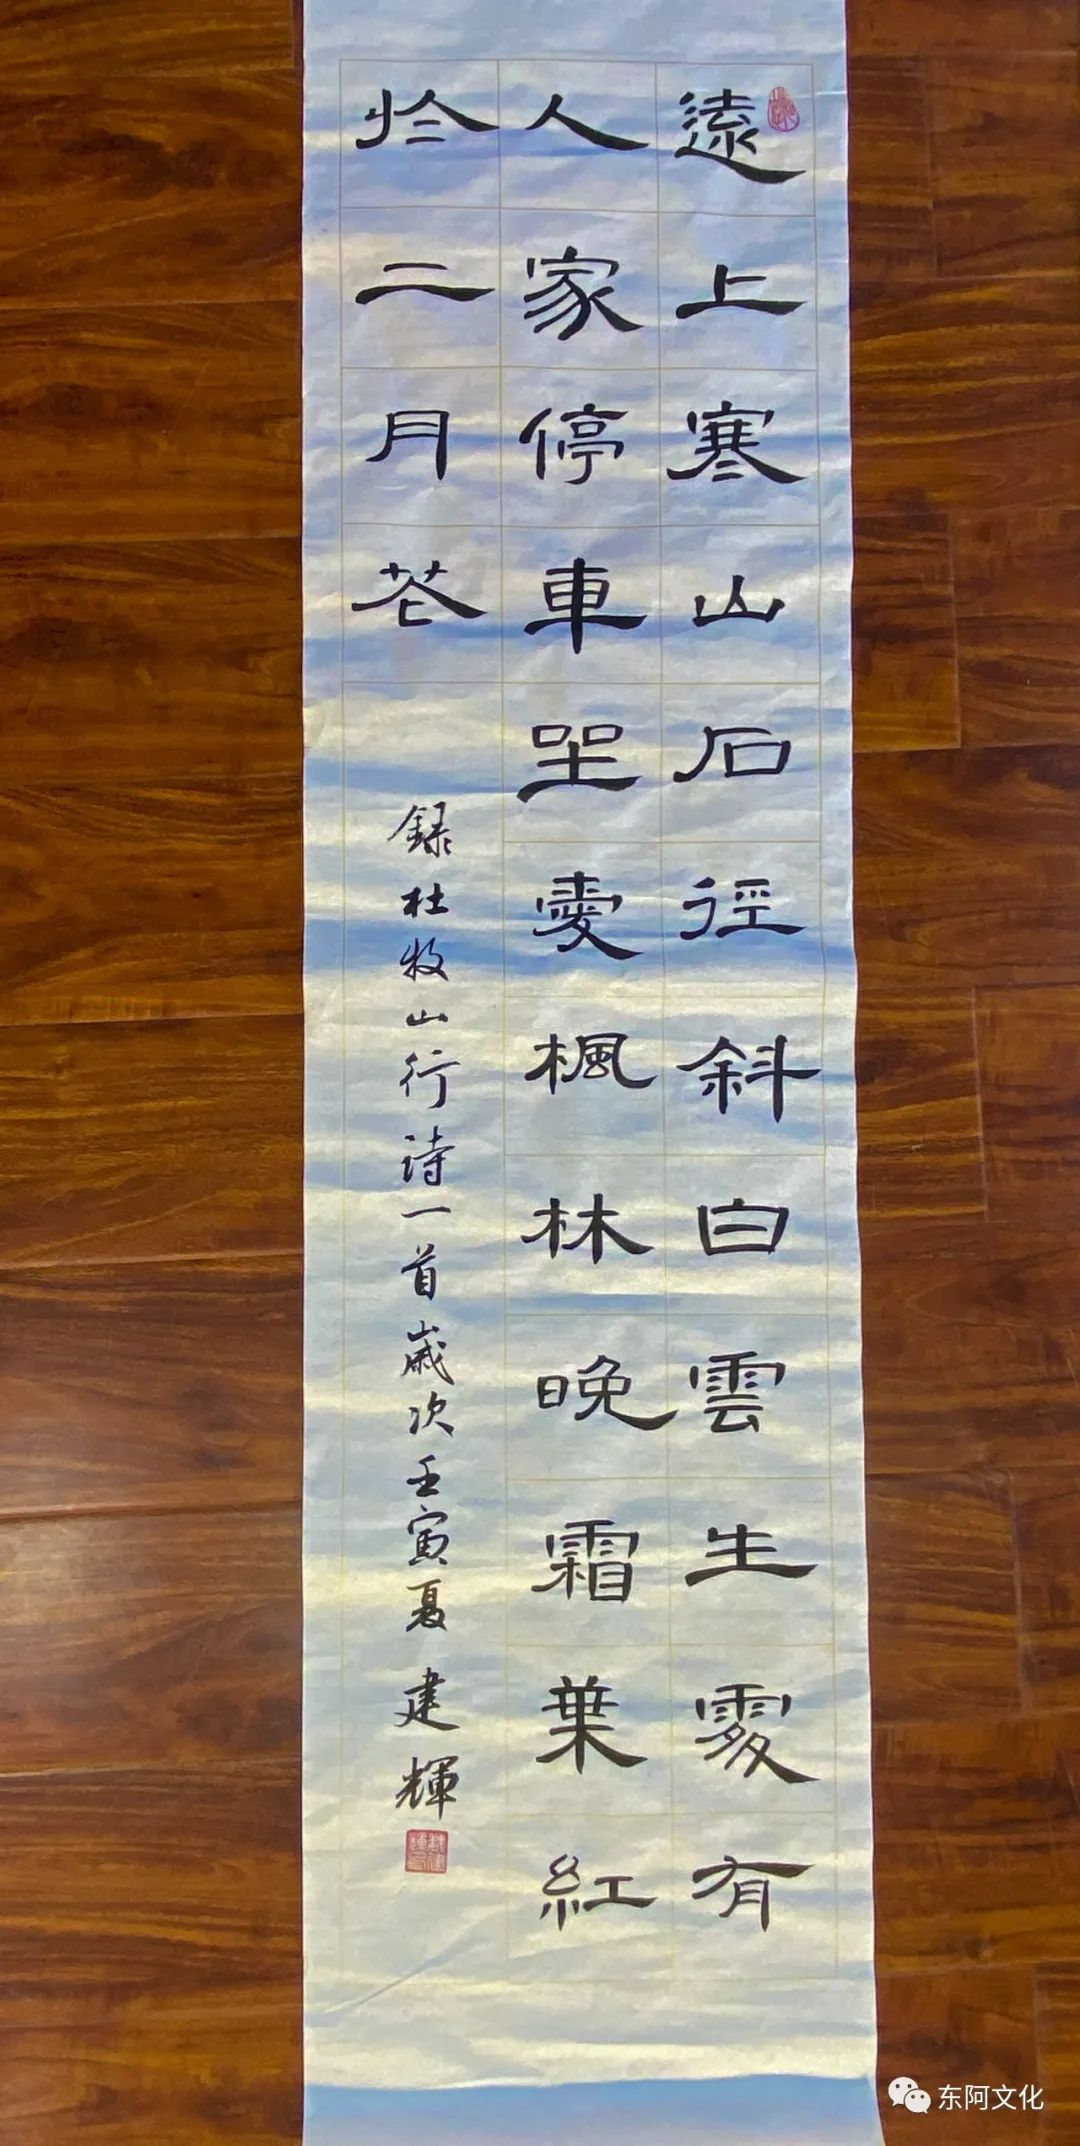 遠上寒山石徑斜白雲生處有
人家停車坐愛楓林晚霜葉紅
於二月花
録杜牧山行詩一首歲次壬寅夏建輝
东阿文化